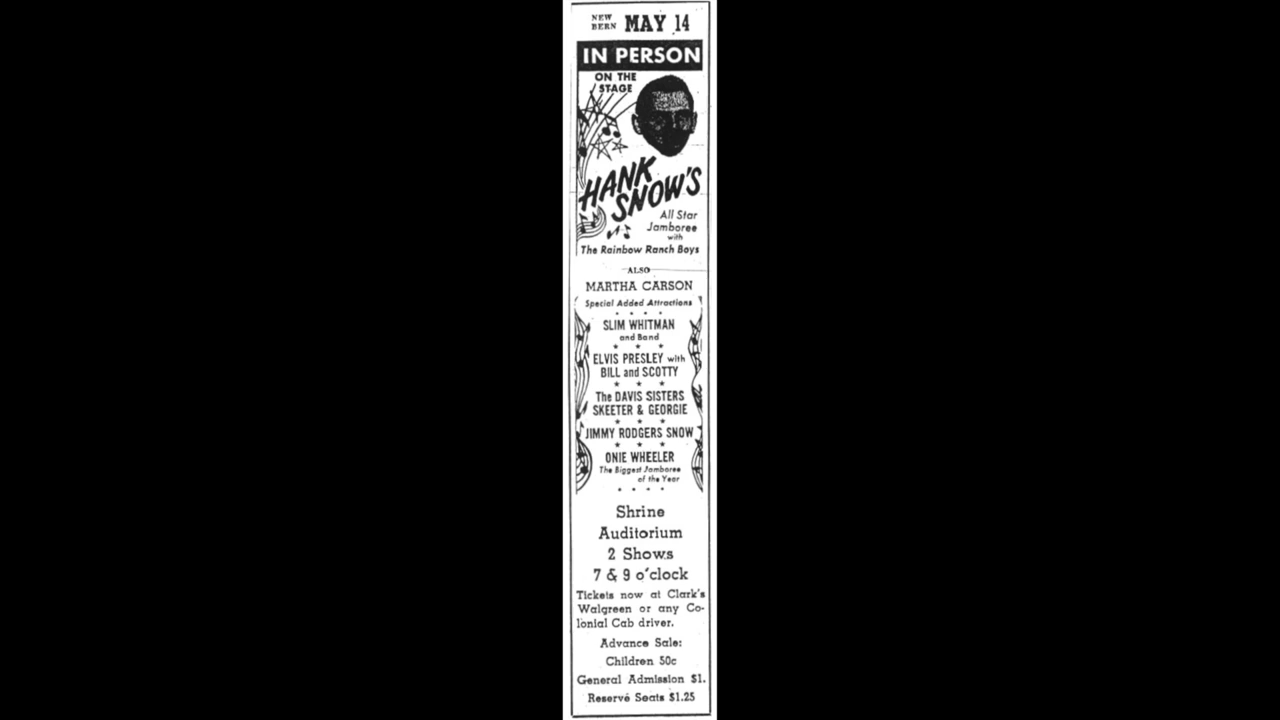 NEW
BERN MAY 14
IN PERSON
ON THE
STAGE
HANK
SNOW'S
All Star
Jamboree
with
The Rainbow Ranch Boys
ALSO
MARTHA CARSON
Special Added Attractions
SLIM WHITMAN
and Band
ELVIS PRESLEY with
BILL and SCOTTY
The DAVIS SISTERS
SKEETER & GEORGIE
JIMMY RODGERS SNOW
ONIE WHEELER
The Biggest Jamboree
of the Year
Shrine
Auditorium
2 Shows
7 & 9 o'clock
Tickets now at Clark's
Walgreen or any Co-
lonial Cab driver.
Advance Sale:
Children 50c
General Admission $1.
Reserve Seats $1.25